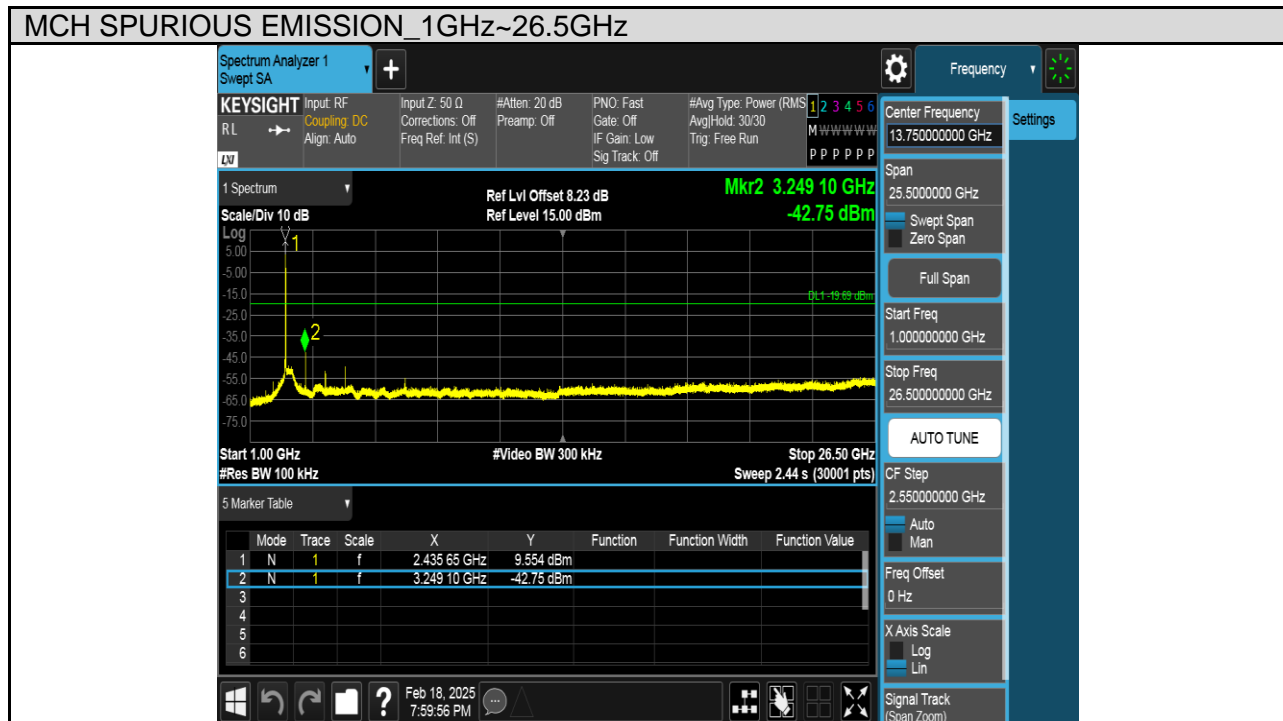 MCH SPURIOUS EMISSION_1GHz~26.5GHz
Spectrum Analyzer 1
Swept SA
+
Frequency
KEYSIGHT
RL
LXI
Input: RF
Coupling: DC
Align: Auto
Input Z: 50 Ω
Corrections: Off
Freq Ref: Int (S)
#Atten: 20 dB
Preamp: Off
PNO: Fast
Gate: Off
IF Gain: Low
Sig Track: Off
#Avg Type: Power (RMS
Avg|Hold: 30/30
Trig: Free Run
1 2 3 4 5 6
M W W W W W
P P P P P P
1 Spectrum
Scale/Div 10 dB
Ref Lvl Offset 8.23 dB
Ref Level 15.00 dBm
Mkr2 3.249 10 GHz
-42.75 dBm
Log
5.00
-5.00
-15.0
-25.0
-35.0
-45.0
-55.0
-65.0
-75.0
1
2
DL1 -19.69 dBm
Start 1.00 GHz
#Res BW 100 kHz
#Video BW 300 kHz
Stop 26.50 GHz
Sweep 2.44 s (30001 pts)
5 Marker Table
Mode Trace Scale X Y Function Function Width Function Value
1 N 1 f 2.435 65 GHz 9.554 dBm
2 N 1 f 3.249 10 GHz -42.75 dBm
3
4
5
6
?
Feb 18, 2025
7:59:56 PM
Settings
Center Frequency
13.750000000 GHz
Span
25.5000000 GHz
Swept Span
Zero Span
Full Span
Start Freq
1.000000000 GHz
Stop Freq
26.500000000 GHz
AUTO TUNE
CF Step
2.550000000 GHz
Auto
Man
Freq Offset
0 Hz
X Axis Scale
Log
Lin
Signal Track
(Span Zoom)